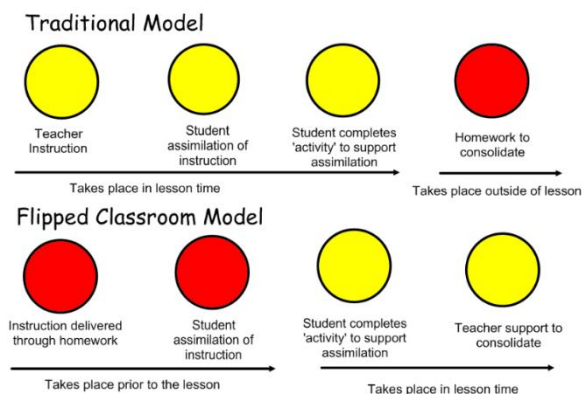 Traditional Model
Teacher
Instruction
Student
assimilation of
instruction
Student completes
'activity' to support
assimilation
Homework to
consolidate
Takes place in lesson time
Takes place outside of lesson
Flipped Classroom Model
Instruction delivered
through homework
Student
assimilation of
instruction
Student completes
'activity' to support
assimilation
Teacher support to
consolidate
Takes place prior to the lesson
Takes place in lesson time